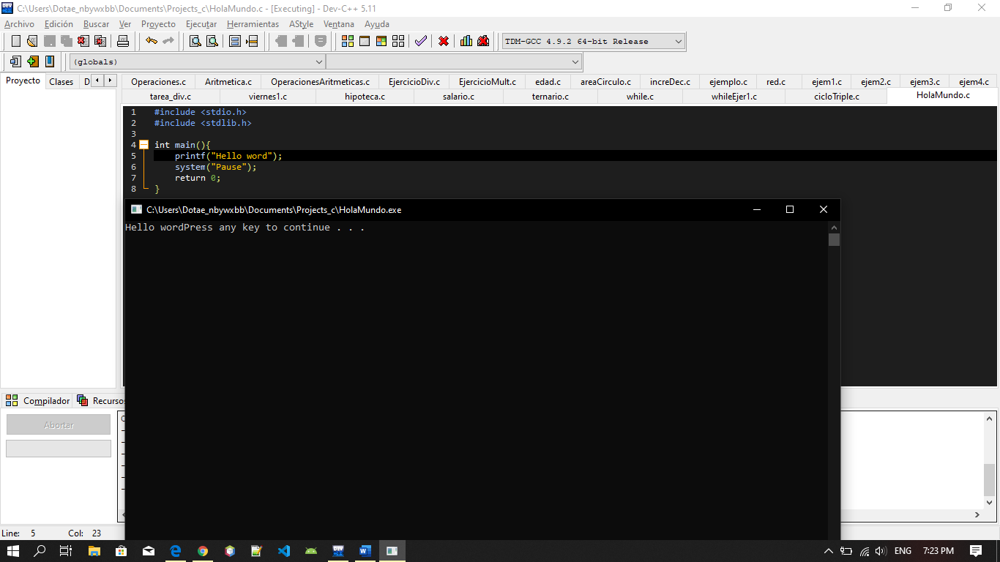 C:\Users\Dotae_nbywxbb\Documents\Projects_c\HolaMundo.c - [Executing] - Dev-C++ 5.11
Archivo Edición Buscar Ver Proyecto Ejecutar Herramientas AStyle Ventana Ayuda
TDM-GCC 4.9.2 64-bit Release
(globals)
Proyecto Clases D
Operaciones.c Aritmetica.c OperacionesAritmeticas.c EjercicioDiv.c EjercicioMult.c edad.c areaCirculo.c increDec.c ejemplo.c red.c ejem1.c ejem2.c ejem3.c ejem4.c
tarea_div.c viernes1.c hipoteca.c salario.c ternario.c while.c whileEjer1.c cicloTriple.c HolaMundo.c
1 #include <stdio.h>
2 #include <stdlib.h>
3
4 int main(){
5 printf("Hello word");
6 system("Pause");
7 return 0;
8 }
C:\Users\Dotae_nbywxbb\Documents\Projects_c\HolaMundo.exe
Hello wordPress any key to continue . . .
Compilador Recursos
Abortar
Line: 5 Col: 23
ENG 7:23 PM